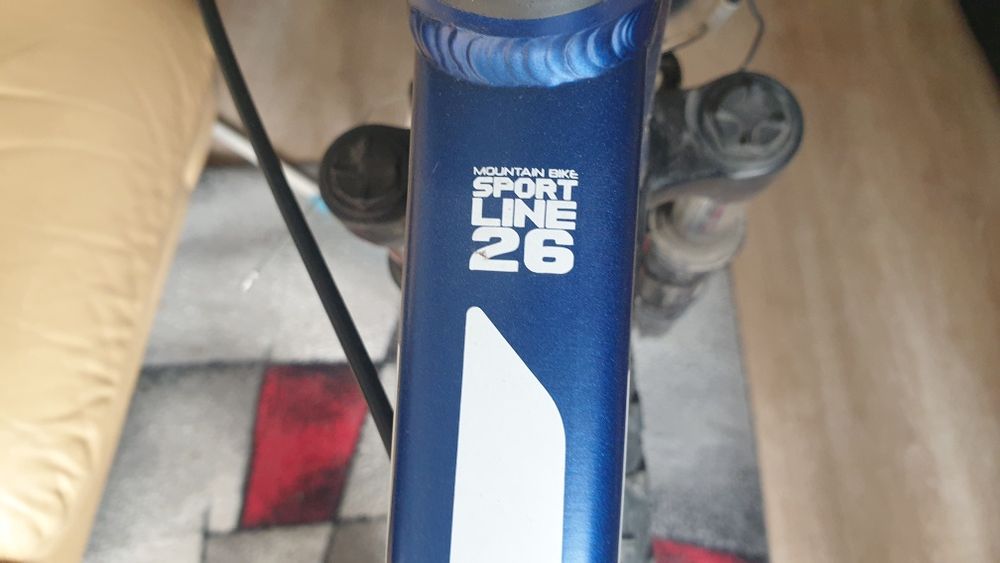 MOUNTAIN BIKE
SPORT
LINE
26